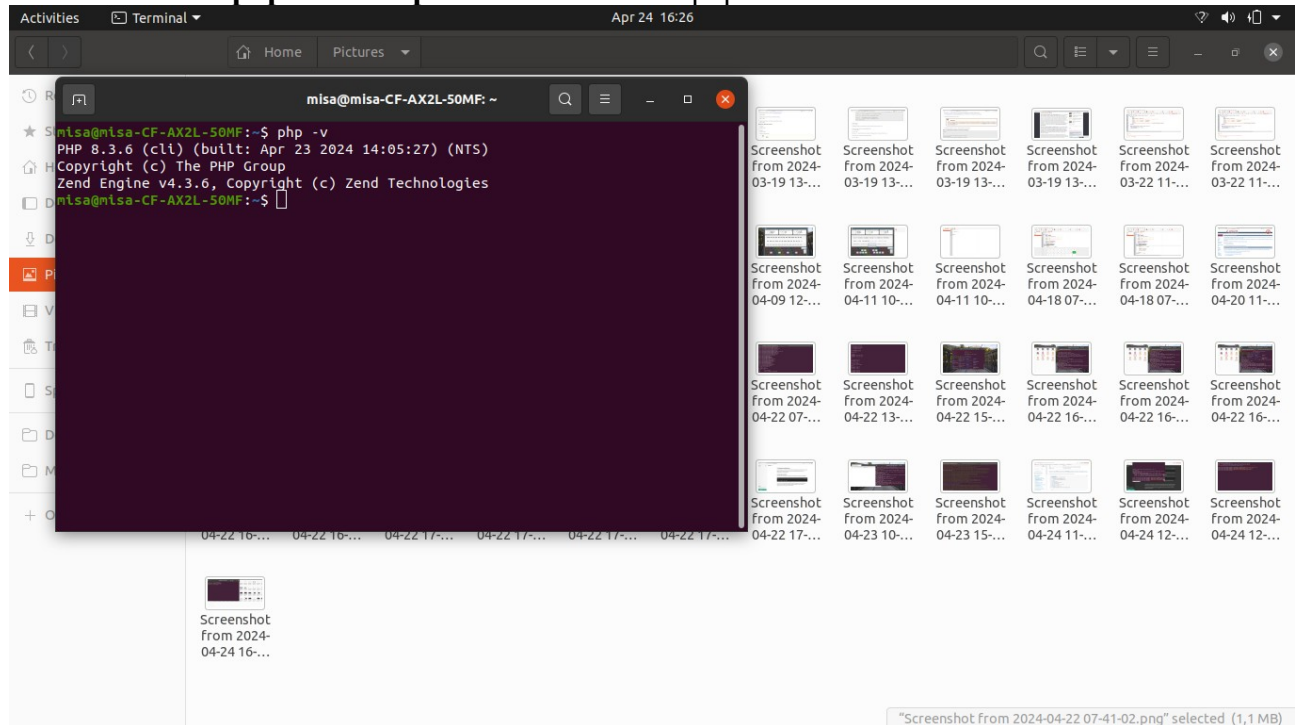 Activities Terminal Apr 24 16:26
Home Pictures
misa@misa-CF-AX2L-50MF: ~
misa@misa-CF-AX2L-50MF:~$ php -v
PHP 8.3.6 (cli) (built: Apr 23 2024 14:05:27) (NTS)
Copyright (c) The PHP Group
Zend Engine v4.3.6, Copyright (c) Zend Technologies
misa@misa-CF-AX2L-50MF:~$
Screenshot Screenshot Screenshot Screenshot Screenshot Screenshot
from 2024- from 2024- from 2024- from 2024- from 2024- from 2024-
03-19 13-... 03-19 13-... 03-19 13-... 03-19 13-... 03-22 11-... 03-22 11-...
Screenshot Screenshot Screenshot Screenshot Screenshot Screenshot
from 2024- from 2024- from 2024- from 2024- from 2024- from 2024-
04-09 12-... 04-11 10-... 04-11 10-... 04-18 07-... 04-18 07-... 04-20 11-...
Screenshot Screenshot Screenshot Screenshot Screenshot Screenshot
from 2024- from 2024- from 2024- from 2024- from 2024- from 2024-
04-22 07-... 04-22 13-... 04-22 15-... 04-22 16-... 04-22 16-... 04-22 16-...
Screenshot Screenshot Screenshot Screenshot Screenshot Screenshot
from 2024- from 2024- from 2024- from 2024- from 2024- from 2024-
04-22 16-... 04-22 16-... 04-22 17-... 04-22 17-... 04-22 17-... 04-22 17-... 04-22 17-... 04-23 10-... 04-23 15-... 04-24 11-... 04-24 12-... 04-24 12-...
Screenshot
from 2024-
04-24 16-...
"Screenshot from 2024-04-22 07-41-02.png" selected (1,1 MB)